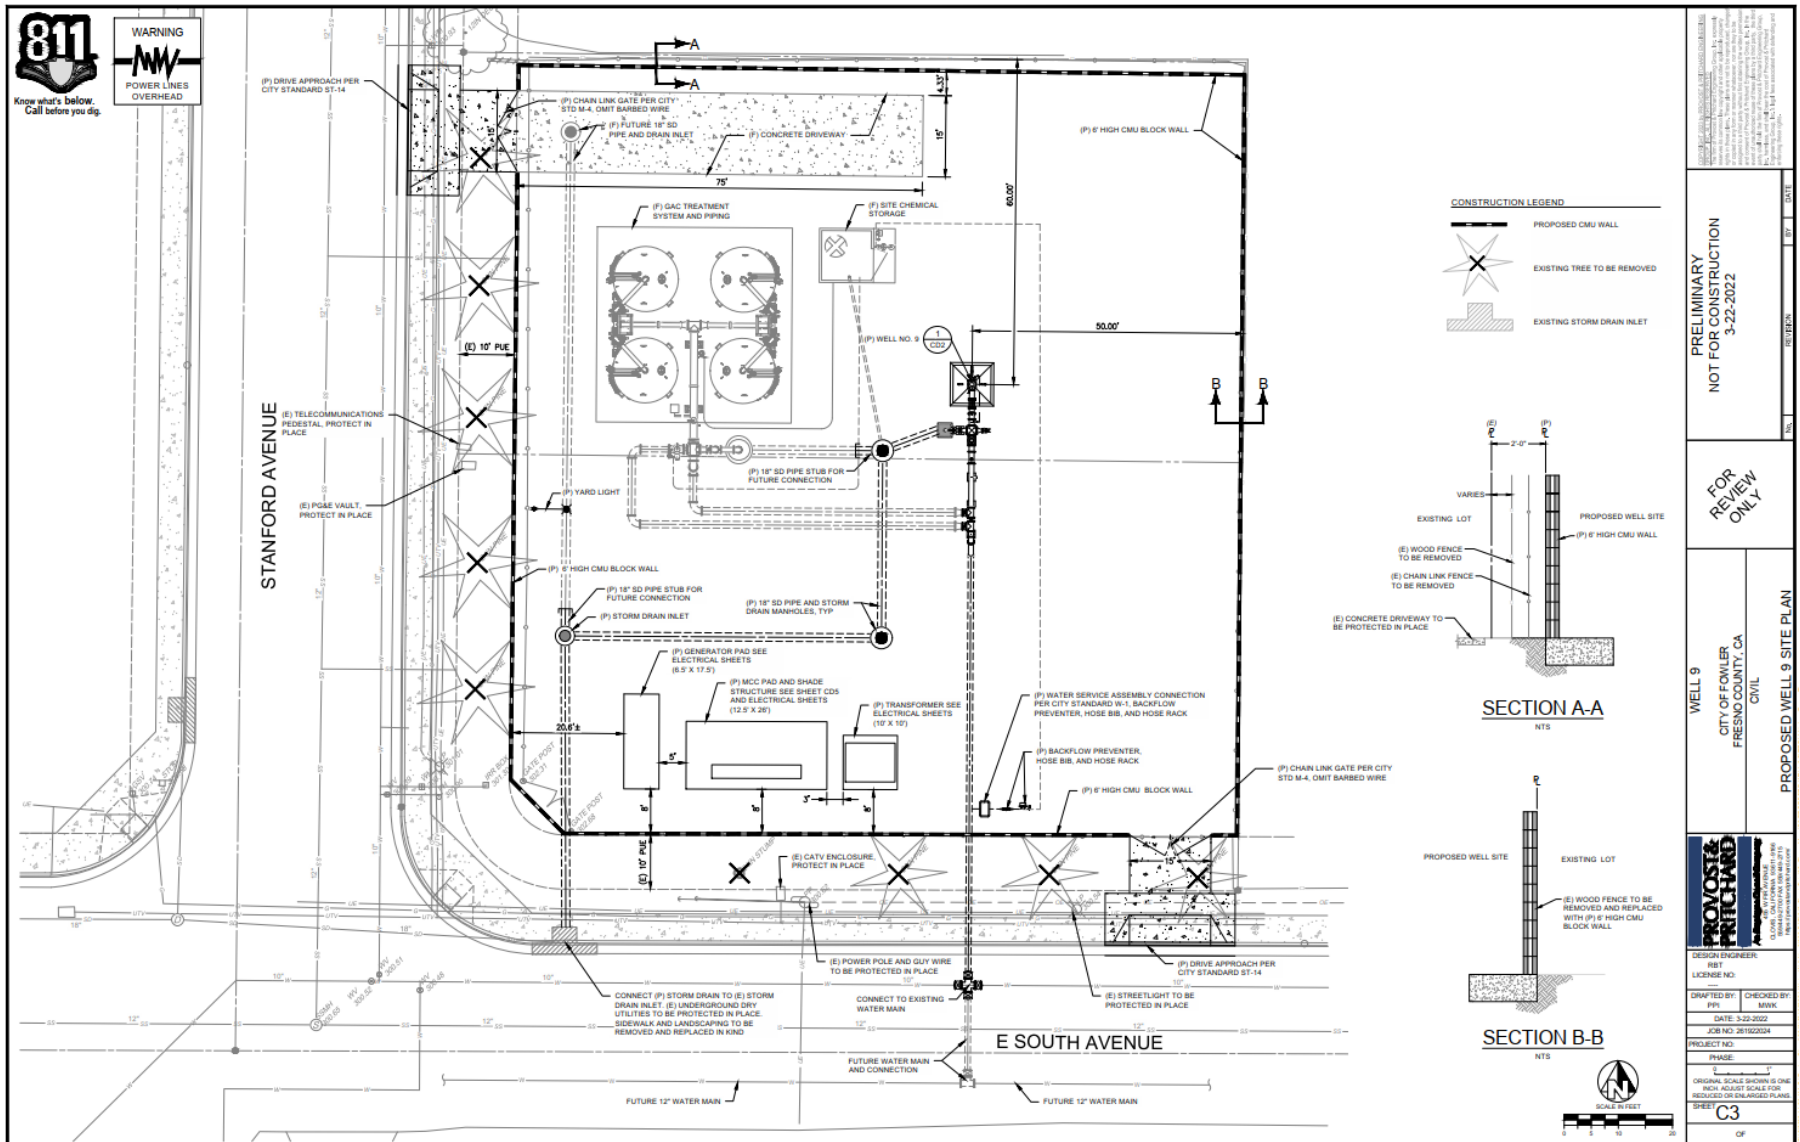 811
Know what's below.
Call before you dig.
WARNING
POWER LINES
OVERHEAD
(P) DRIVE APPROACH PER
CITY STANDARD ST-14
A
A
(P) CHAIN LINK GATE PER CITY
STD M-4, OMIT BARBED WIRE
(F) FUTURE 18" SD
PIPE AND DRAIN INLET
(F) CONCRETE DRIVEWAY
15'
4.33'
15'
75'
60.00'
(P) 6' HIGH CMU BLOCK WALL
(F) GAC TREATMENT
SYSTEM AND PIPING
(F) SITE CHEMICAL
STORAGE
(E) 10' PUE
50.00'
(P) WELL NO. 9
1
CD2
B
B
STANFORD AVENUE
(E) TELECOMMUNICATIONS
PEDESTAL, PROTECT IN
PLACE
(E) PG&E VAULT,
PROTECT IN PLACE
(P) YARD LIGHT
(P) 18" SD PIPE STUB FOR
FUTURE CONNECTION
(P) 6' HIGH CMU BLOCK WALL
(P) 18" SD PIPE STUB FOR
FUTURE CONNECTION
(P) STORM DRAIN INLET
(P) 18" SD PIPE AND STORM
DRAIN MANHOLES, TYP
(P) GENERATOR PAD SEE
ELECTRICAL SHEETS
(6.5' X 17.5')
(P) MCC PAD AND SHADE
STRUCTURE SEE SHEET CD5
AND ELECTRICAL SHEETS
(12.5' X 26')
(P) TRANSFORMER SEE
ELECTRICAL SHEETS
(10' X 10')
20.6'±
5'
3'
8'
8'
8'
(P) WATER SERVICE ASSEMBLY CONNECTION
PER CITY STANDARD W-1, BACKFLOW
PREVENTER, HOSE BIB, AND HOSE RACK
(P) BACKFLOW PREVENTER,
HOSE BIB, AND HOSE RACK
(P) 6' HIGH CMU BLOCK WALL
(P) CHAIN LINK GATE PER CITY
STD M-4, OMIT BARBED WIRE
GATE POST
GATE POST
(E) 10' PUE
(E) CATV ENCLOSURE,
PROTECT IN PLACE
15'
(E) POWER POLE AND GUY WIRE
TO BE PROTECTED IN PLACE
(P) DRIVE APPROACH PER
CITY STANDARD ST-14
CONNECT (P) STORM DRAIN TO (E) STORM
DRAIN INLET. (E) UNDERGROUND DRY
UTILITIES TO BE PROTECTED IN PLACE.
SIDEWALK AND LANDSCAPING TO BE
REMOVED AND REPLACED IN KIND
CONNECT TO EXISTING
WATER MAIN
(E) STREETLIGHT TO BE
PROTECTED IN PLACE
E SOUTH AVENUE
FUTURE WATER MAIN
AND CONNECTION
FUTURE 12" WATER MAIN
FUTURE 12" WATER MAIN
CONSTRUCTION LEGEND
PROPOSED CMU WALL
EXISTING TREE TO BE REMOVED
EXISTING STORM DRAIN INLET
(E)
(P)
2'-0"
VARIES
EXISTING LOT
PROPOSED WELL SITE
(P) 6' HIGH CMU WALL
(E) WOOD FENCE
TO BE REMOVED
(E) CHAIN LINK FENCE
TO BE REMOVED
(E) CONCRETE DRIVEWAY TO
BE PROTECTED IN PLACE
SECTION A-A
NTS
PROPOSED WELL SITE
EXISTING LOT
(E) WOOD FENCE TO BE
REMOVED AND REPLACED
WITH (P) 6' HIGH CMU
BLOCK WALL
SECTION B-B
NTS
N
SCALE IN FEET
0 5 10 20
PRELIMINARY
NOT FOR CONSTRUCTION
3-22-2022
No.
REVISION
BY
DATE
FOR
REVIEW
ONLY
WELL 9
CITY OF FOWLER
FRESNO COUNTY, CA
CIVIL
PROPOSED WELL 9 SITE PLAN
PROVOST&
PRITCHARD
DESIGN ENGINEER:
RBT
LICENSE NO:
DRAFTED BY:
PPI
CHECKED BY:
MWK
DATE: 3-22-2022
JOB NO: 261922024
PROJECT NO:
PHASE:
0 1"
ORIGINAL SCALE SHOWN IS ONE
INCH. ADJUST SCALE FOR
REDUCED OR ENLARGED PLANS.
SHEET C3
OF